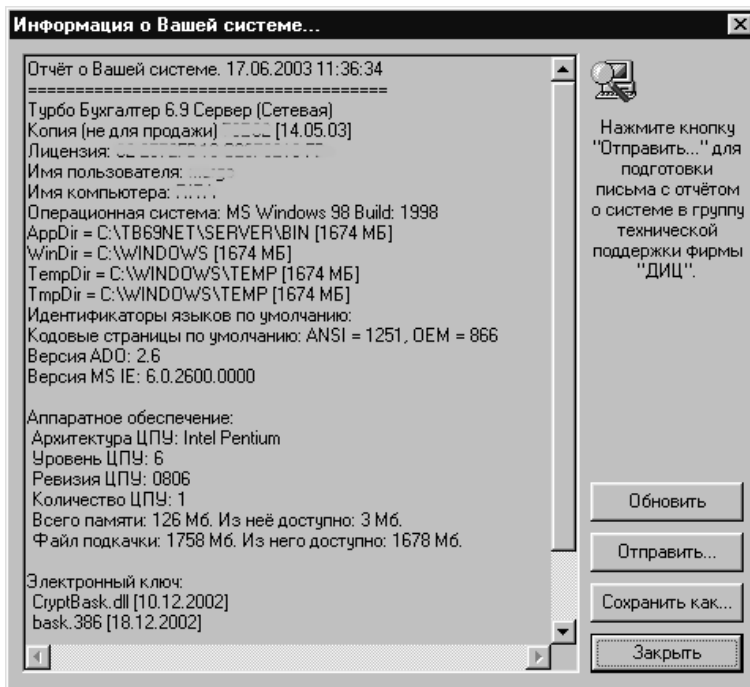 Информация о Вашей системе...
Отчёт о Вашей системе. 17.06.2003 11:36:34
========================================
Турбо Бухгалтер 6.9 Сервер (Сетевая)
Копия (не для продажи) [14.05.03]
Лицензия:
Имя пользователя:
Имя компьютера:
Операционная система: MS Windows 98 Build: 1998
AppDir = C:\TB69NET\SERVER\BIN [1674 МБ]
WinDir = C:\WINDOWS [1674 МБ]
TempDir = C:\WINDOWS\TEMP [1674 МБ]
TmpDir = C:\WINDOWS\TEMP [1674 МБ]
Идентификаторы языков по умолчанию:
Кодовые страницы по умолчанию: ANSI = 1251, OEM = 866
Версия ADO: 2.6
Версия MS IE: 6.0.2600.0000
Аппаратное обеспечение:
Архитектура ЦПУ: Intel Pentium
Уровень ЦПУ: 6
Ревизия ЦПУ: 0806
Количество ЦПУ: 1
Всего памяти: 126 Мб. Из неё доступно: 3 Мб.
Файл подкачки: 1758 Мб. Из него доступно: 1678 Мб.
Электронный ключ:
CryptBask.dll [10.12.2002]
bask.386 [18.12.2002]
Нажмите кнопку
"Отправить..." для
подготовки
письма с отчётом
о системе в группу
технической
поддержки фирмы
"ДИЦ".
Обновить
Отправить...
Сохранить как...
Закрыть